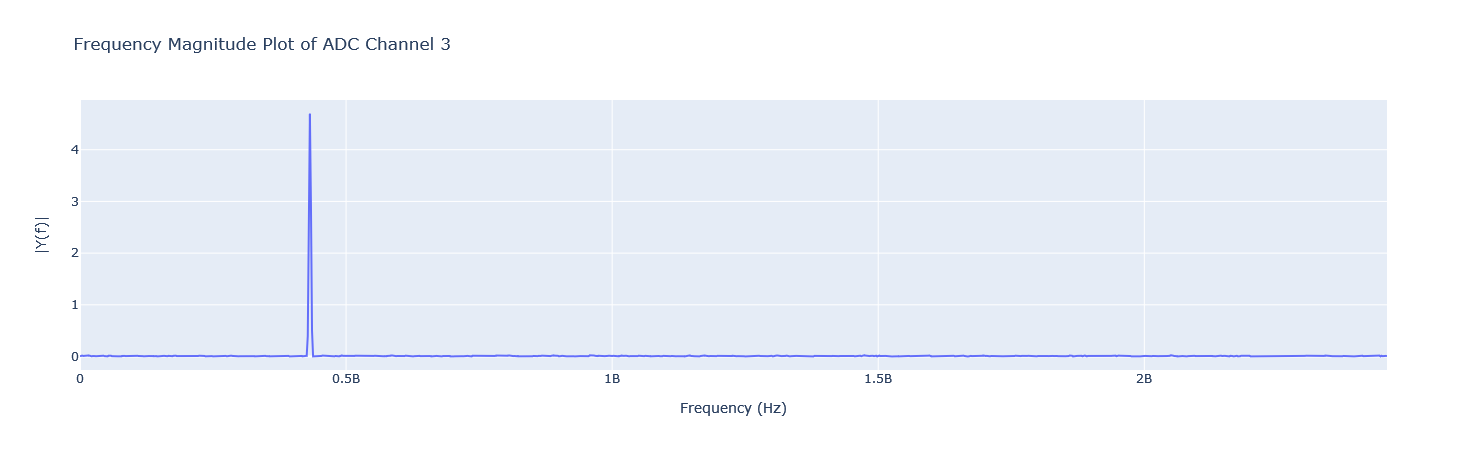 Frequency Magnitude Plot of ADC Channel 3
|Y(f)|
4
3
2
1
0
0 0.5B 1B 1.5B 2B
Frequency (Hz)